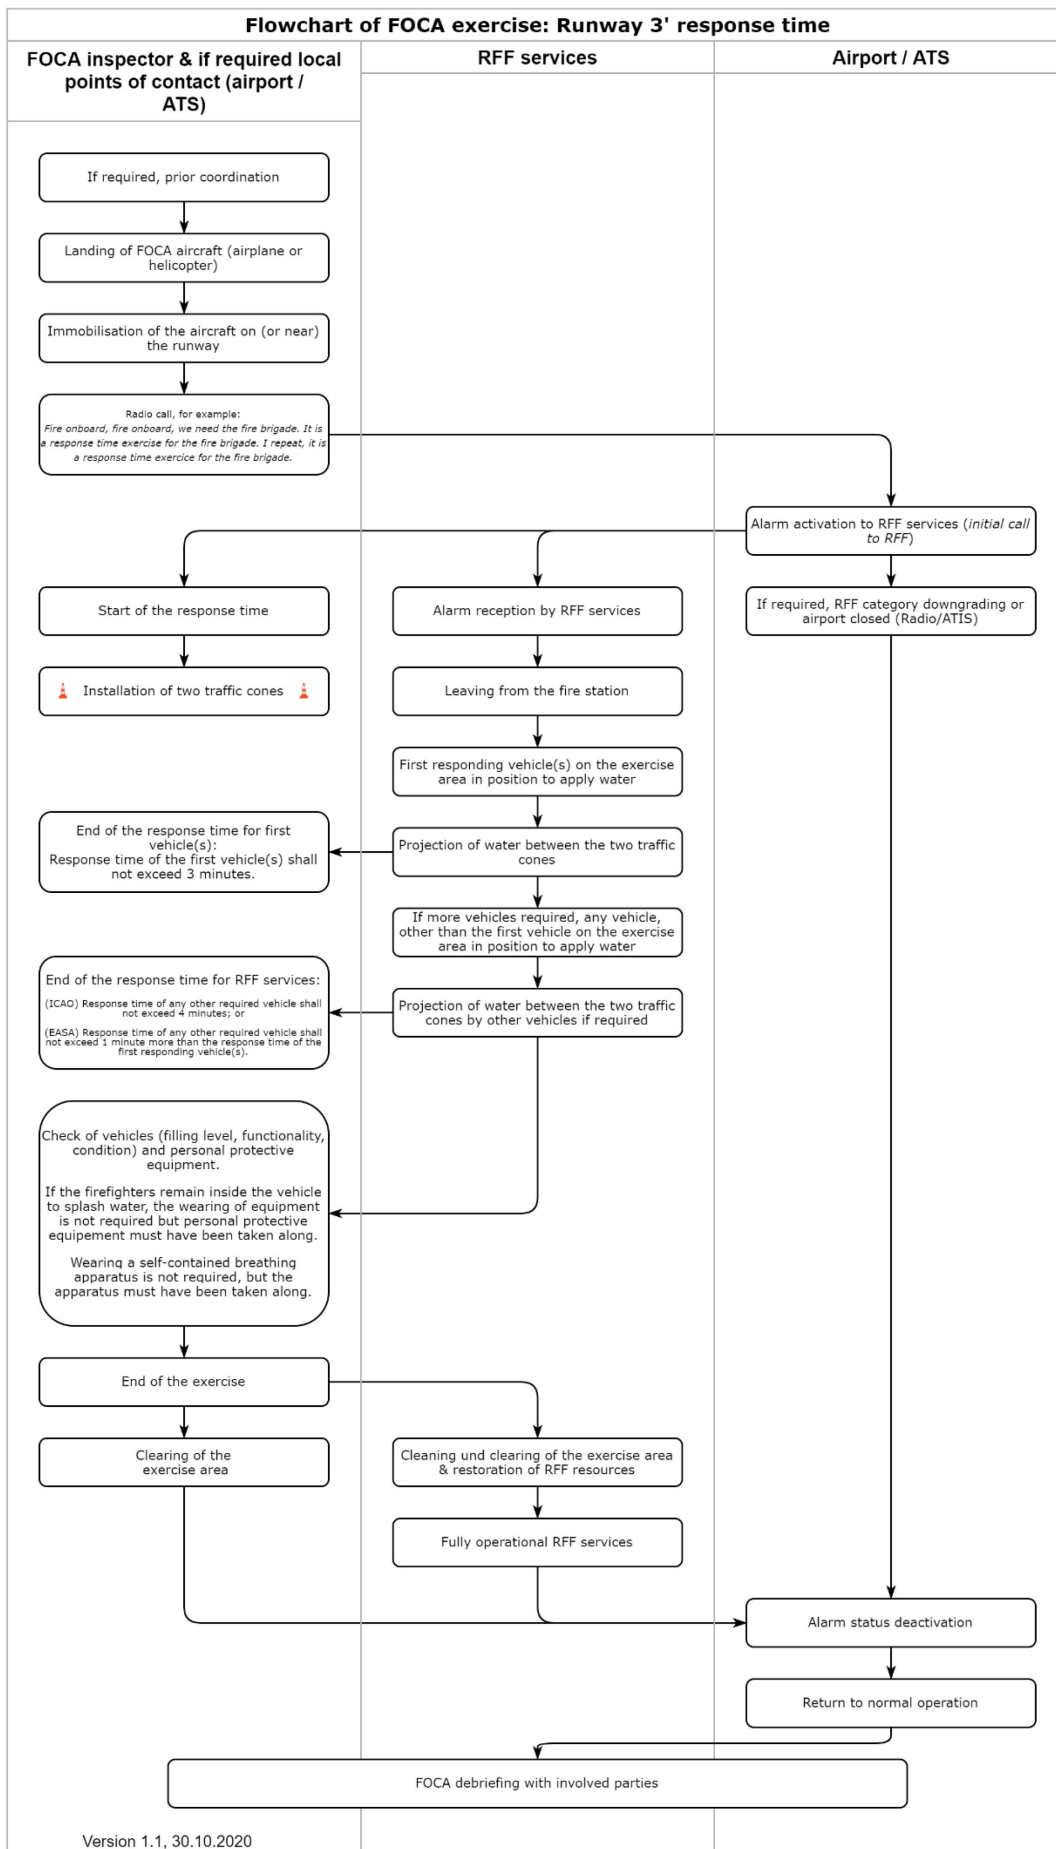 Flowchart of FOCA exercise: Runway 3' response time
FOCA inspector & if required local
points of contact (airport /
ATS)
RFF services
Airport / ATS
If required, prior coordination
Landing of FOCA aircraft (airplane or
helicopter)
Immobilisation of the aircraft on (or near)
the runway
Radio call, for example:
Fire onboard, fire onboard, we need the fire brigade. It is
a response time exercise for the fire brigade. I repeat, it is
a response time exercice for the fire brigade.
Alarm activation to RFF services (initial call
to RFF)
Start of the response time
Alarm reception by RFF services
If required, RFF category downgrading or
airport closed (Radio/ATIS)
Installation of two traffic cones
Leaving from the fire station
First responding vehicle(s) on the exercise
area in position to apply water
End of the response time for first
vehicle(s):
Response time of the first vehicle(s) shall
not exceed 3 minutes.
Projection of water between the two traffic
cones
If more vehicles required, any vehicle,
other than the first vehicle on the exercise
area in position to apply water
End of the response time for RFF services:
(ICAO) Response time of any other required vehicle shall
not exceed 4 minutes; or
(EASA) Response time of any other required vehicle shall
not exceed 1 minute more than the response time of the
first responding vehicle(s).
Projection of water between the two traffic
cones by other vehicles if required
Check of vehicles (filling level, functionality,
condition) and personal protective
equipment.
If the firefighters remain inside the vehicle
to splash water, the wearing of equipment
is not required but personal protective
equipement must have been taken along.
Wearing a self-contained breathing
apparatus is not required, but the
apparatus must have been taken along.
End of the exercise
Clearing of the
exercise area
Cleaning und clearing of the exercise area
& restoration of RFF resources
Fully operational RFF services
Alarm status deactivation
Return to normal operation
FOCA debriefing with involved parties
Version 1.1, 30.10.2020